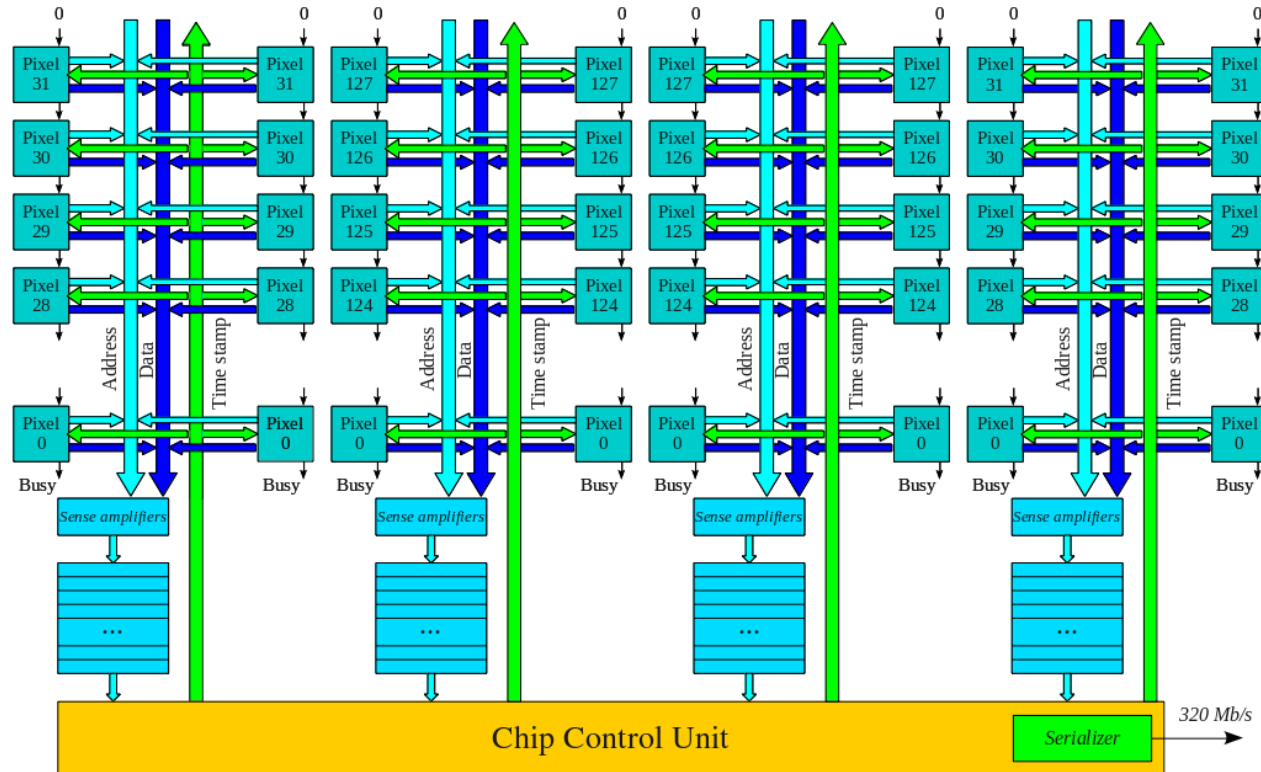 0 0 0 0 0 0 0 0
Pixel Pixel Pixel Pixel Pixel Pixel Pixel Pixel
31 31 127 127 127 127 31 31
Pixel Pixel Pixel Pixel Pixel Pixel Pixel Pixel
30 30 126 126 126 126 30 30
Pixel Pixel Pixel Pixel Pixel Pixel Pixel Pixel
29 29 125 125 125 125 29 29
Pixel Pixel Pixel Pixel Pixel Pixel Pixel Pixel
28 28 124 124 124 124 28 28
Address Data Time stamp Address Data Time stamp Address Data Time stamp Address Data Time stamp
Pixel Pixel Pixel Pixel Pixel Pixel Pixel Pixel
0 0 0 0 0 0 0 0
Busy Busy Busy Busy Busy Busy Busy Busy
Sense amplifiers Sense amplifiers Sense amplifiers Sense amplifiers
... ... ... ...
Chip Control Unit
Serializer
320 Mb/s